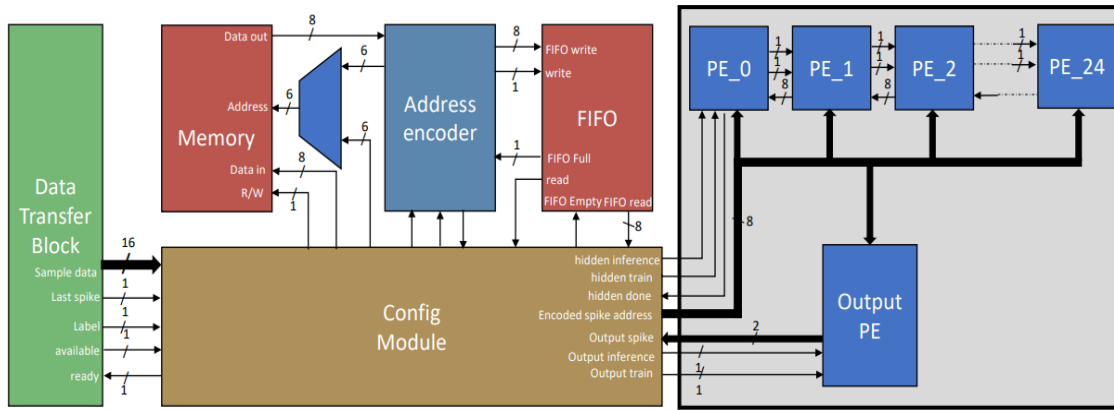 Data
Transfer
Block
Sample data
Last spike
Label
available
ready
16
1
1
1
1
Memory
Data out
Address
Data in
R/W
8
6
6
6
8
1
Address
encoder
8
1
1
FIFO
FIFO write
write
FIFO Full
read
FIFO Empty
FIFO read
8
Config
Module
hidden inference
hidden train
hidden done
Encoded spike address
Output spike
Output inference
Output train
8
2
1
1
PE_0
1
1
8
PE_1
1
1
8
PE_2
1
1
PE_24
Output
PE